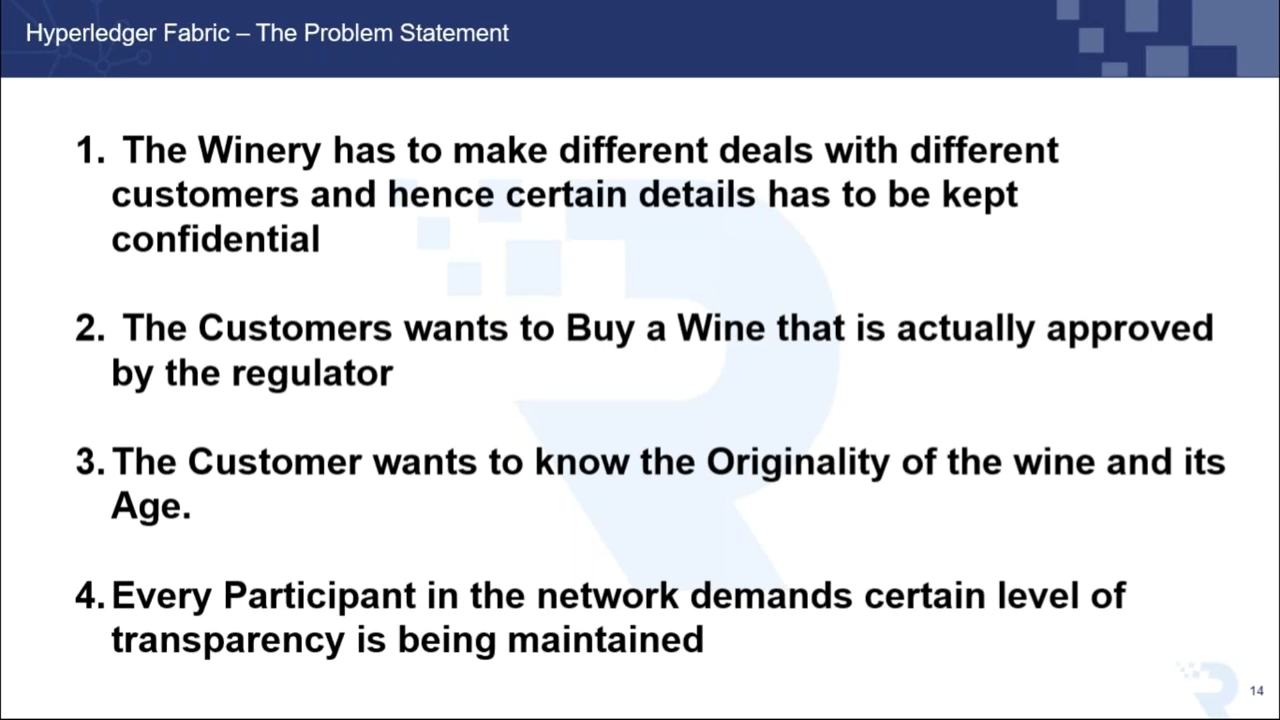 Hyperledger Fabric – The Problem Statement
1. The Winery has to make different deals with different
customers and hence certain details has to be kept
confidential
2. The Customers wants to Buy a Wine that is actually approved
by the regulator
3. The Customer wants to know the Originality of the wine and its
Age.
4. Every Participant in the network demands certain level of
transparency is being maintained
14